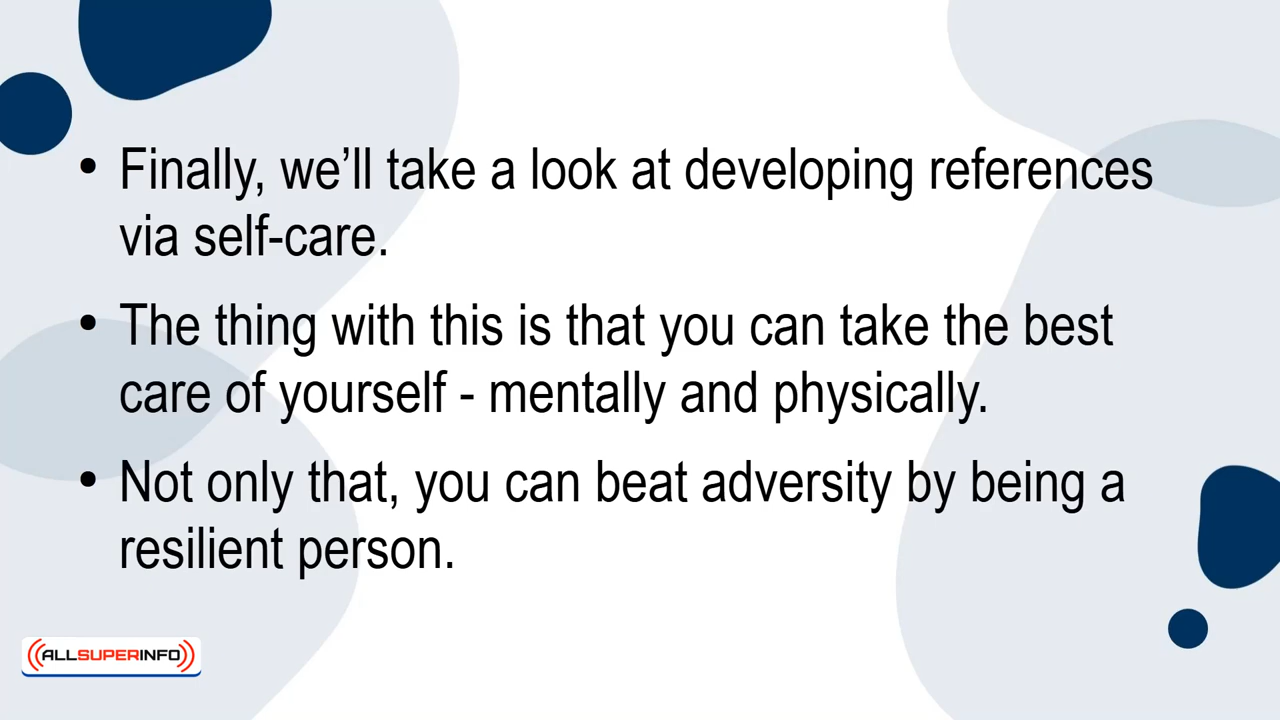 • Finally, we’ll take a look at developing references
via self-care.
• The thing with this is that you can take the best
care of yourself - mentally and physically.
• Not only that, you can beat adversity by being a
resilient person.
((ALLSUPERINFO))